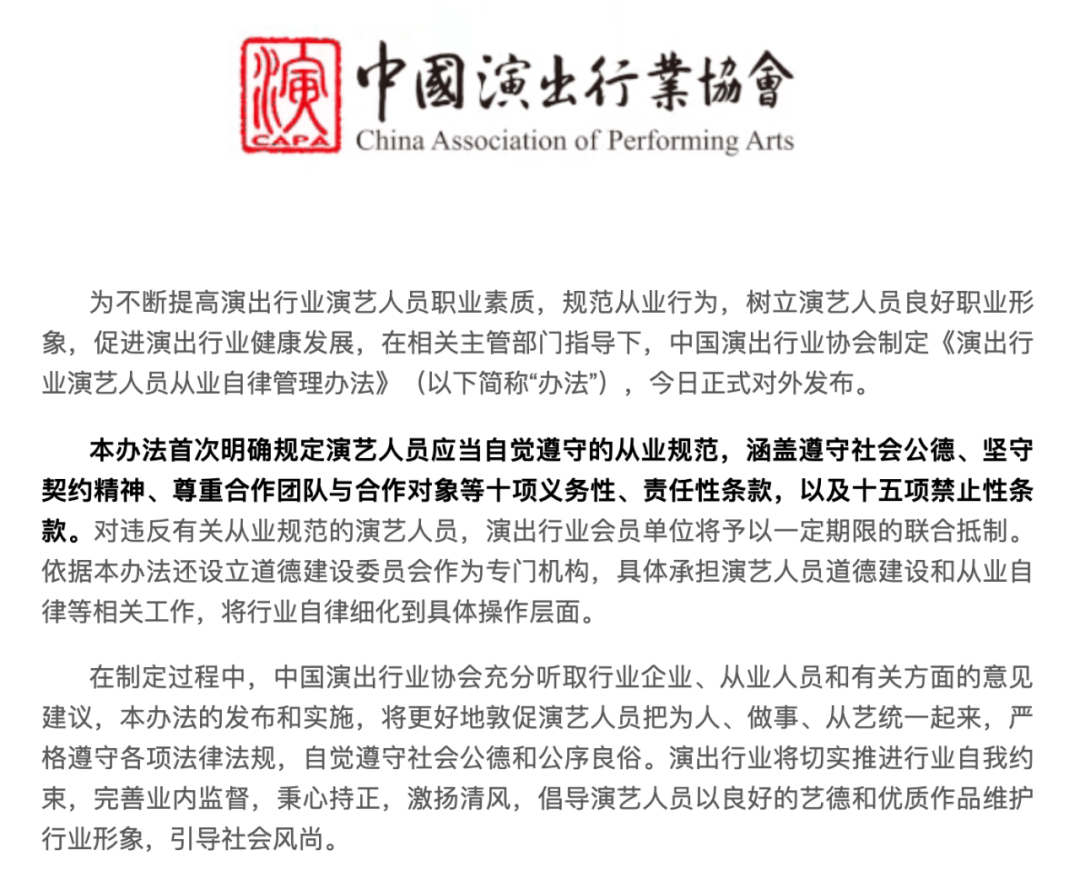 演
CAPA
中國演出行業協會
China Association of Performing Arts
为不断提高演出行业演艺人员职业素质，规范从业行为，树立演艺人员良好职业形
象，促进演出行业健康发展，在相关主管部门指导下，中国演出行业协会制定《演出行
业演艺人员从业自律管理办法》（以下简称“办法”），今日正式对外发布。
本办法首次明确规定演艺人员应当自觉遵守的从业规范，涵盖遵守社会公德、坚守
契约精神、尊重合作团队与合作对象等十项义务性、责任性条款，以及十五项禁止性条
款。对违反有关从业规范的演艺人员，演出行业会员单位将予以一定期限的联合抵制。
依据本办法还设立道德建设委员会作为专门机构，具体承担演艺人员道德建设和从业自
律等相关工作，将行业自律细化到具体操作层面。
在制定过程中，中国演出行业协会充分听取行业企业、从业人员和有关方面的意见
建议，本办法的发布和实施，将更好地敦促演艺人员把为人、做事、从艺统一起来，严
格遵守各项法律法规，自觉遵守社会公德和公序良俗。演出行业将切实推进行业自我约
束，完善业内监督，秉心持正，激扬清风，倡导演艺人员以良好的艺德和优质作品维护
行业形象，引导社会风尚。